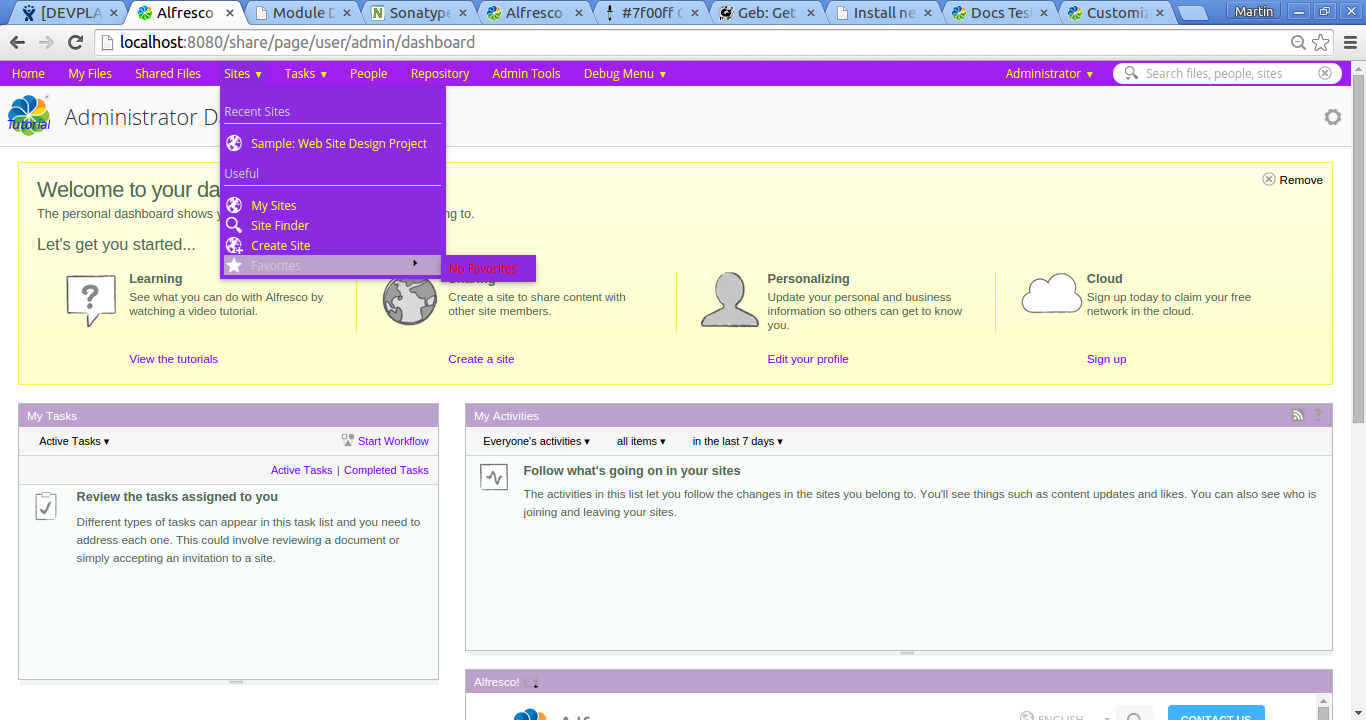 [DEVPLA
Alfresco
Module D
Sonatype
Alfresco
#7f00ff C
Geb: Get
Install ne
Docs Tes
Customiz
Martin
localhost:8080/share/page/user/admin/dashboard
Home My Files Shared Files Sites ▾ Tasks ▾ People Repository Admin Tools Debug Menu ▾ Administrator ▾ Search files, people, sites
Tutorial
Administrator Da
Recent Sites
Sample: Web Site Design Project
Useful
My Sites
Site Finder
Create Site
Favorites
No Favorites
Remove
Welcome to your da
The personal dashboard shows y
g to.
Let's get you started...
Learning
See what you can do with Alfresco by
watching a video tutorial.
View the tutorials
Sharing
Create a site to share content with
other site members.
Create a site
Personalizing
Update your personal and business
information so others can get to know
you.
Edit your profile
Cloud
Sign up today to claim your free
network in the cloud.
Sign up
My Tasks
Active Tasks ▾ Start Workflow
Active Tasks | Completed Tasks
Review the tasks assigned to you
Different types of tasks can appear in this task list and you need to
address each one. This could involve reviewing a document or
simply accepting an invitation to a site.
My Activities
Everyone's activities ▾ all items ▾ in the last 7 days ▾
Follow what's going on in your sites
The activities in this list let you follow the changes in the sites you belong to. You'll see things such as content updates and likes. You can also see who is
joining and leaving your sites.
Alfresco!
ENGLISH
CONTACT US